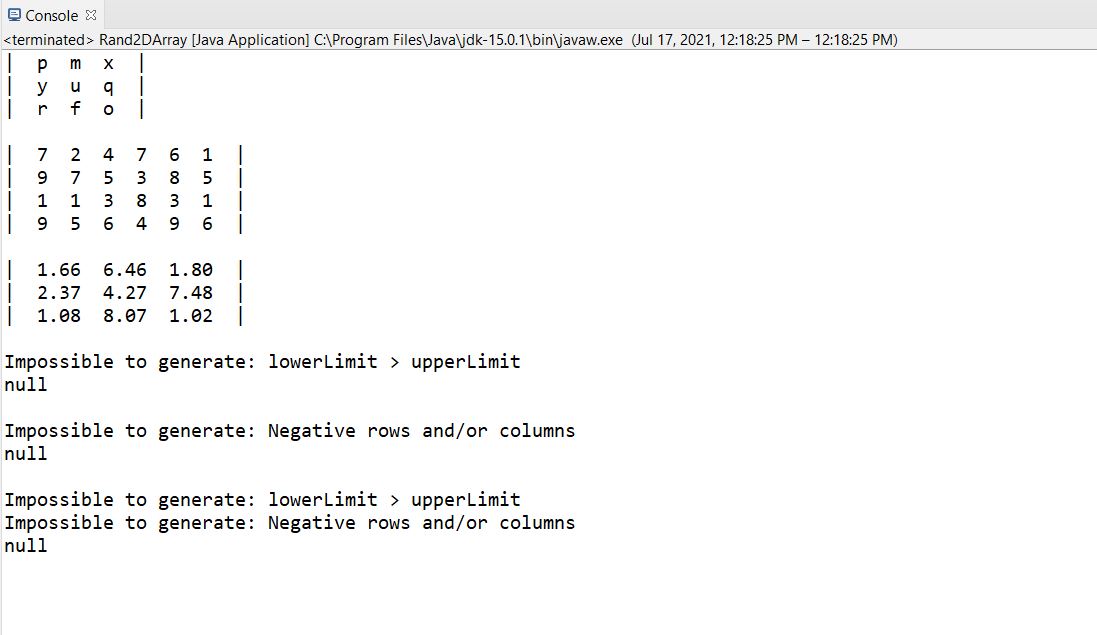 Console
<terminated> Rand2DArray [Java Application] C:\Program Files\Java\jdk-15.0.1\bin\javaw.exe (Jul 17, 2021, 12:18:25 PM – 12:18:25 PM)
| p m x |
| y u q |
| r f o |
| 7 2 4 7 6 1 |
| 9 7 5 3 8 5 |
| 1 1 3 8 3 1 |
| 9 5 6 4 9 6 |
| 1.66 6.46 1.80 |
| 2.37 4.27 7.48 |
| 1.08 8.07 1.02 |
Impossible to generate: lowerLimit > upperLimit
null
Impossible to generate: Negative rows and/or columns
null
Impossible to generate: lowerLimit > upperLimit
Impossible to generate: Negative rows and/or columns
null